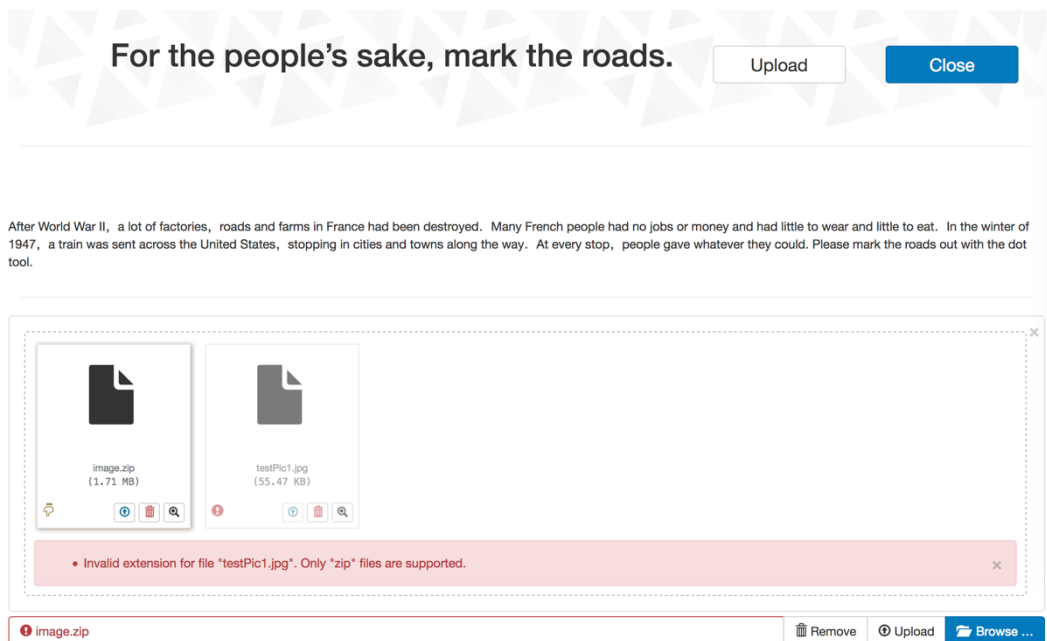 For the people’s sake, mark the roads.
Upload
Close
After World War II，a lot of factories，roads and farms in France had been destroyed．Many French people had no jobs or money and had little to wear and little to eat．In the winter of
1947，a train was sent across the United States，stopping in cities and towns along the way．At every stop，people gave whatever they could. Please mark the roads out with the dot
tool.
×
image.zip
(1.71 MB)
testPic1.jpg
(55.47 KB)
• Invalid extension for file "testPic1.jpg". Only "zip" files are supported.
×
image.zip
Remove
Upload
Browse ...